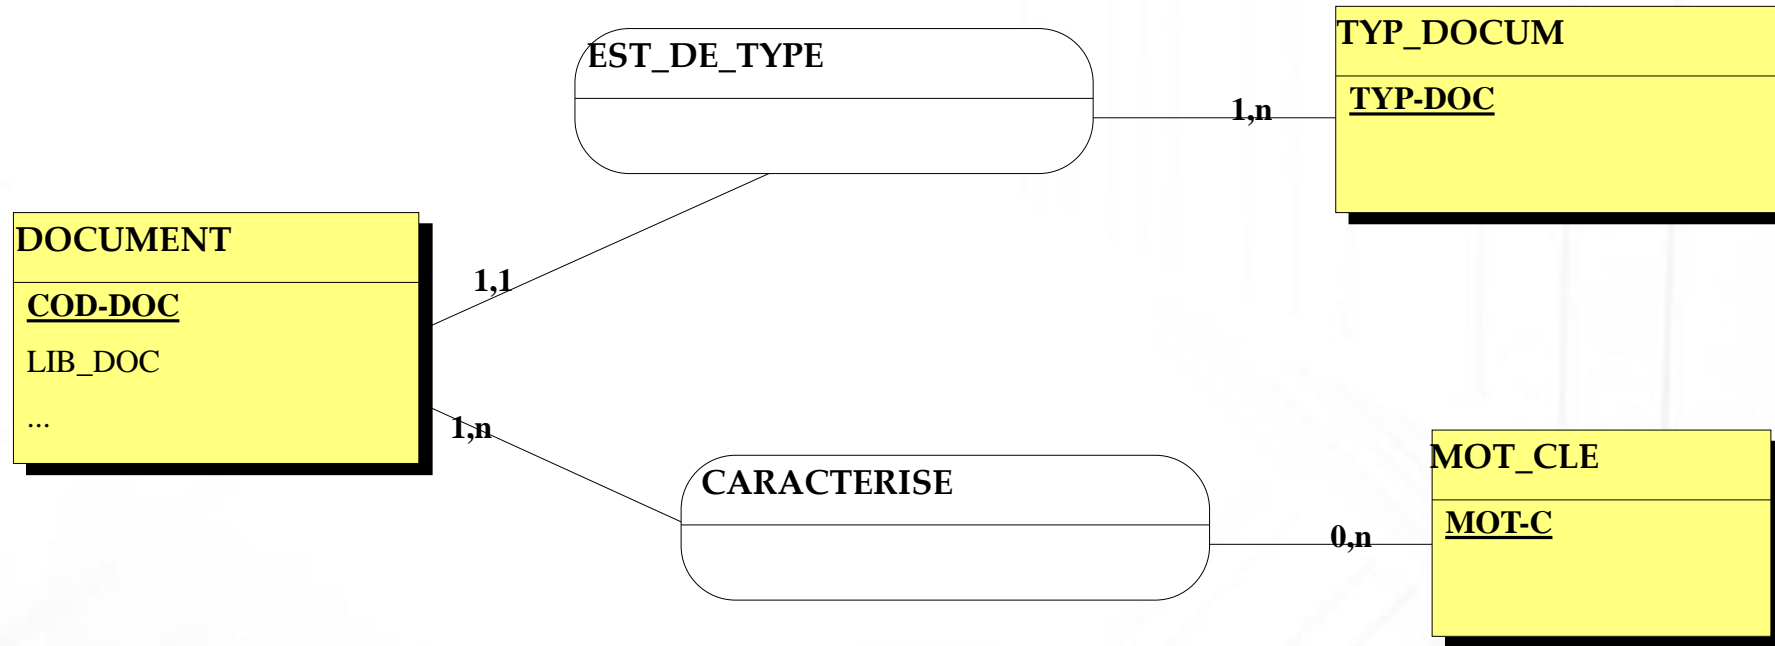 EST_DE_TYPE
TYP_DOCUM
TYP-DOC
1,n
DOCUMENT
COD-DOC
LIB_DOC
...
1,1
1,n
CARACTERISE
0,n
MOT_CLE
MOT-C